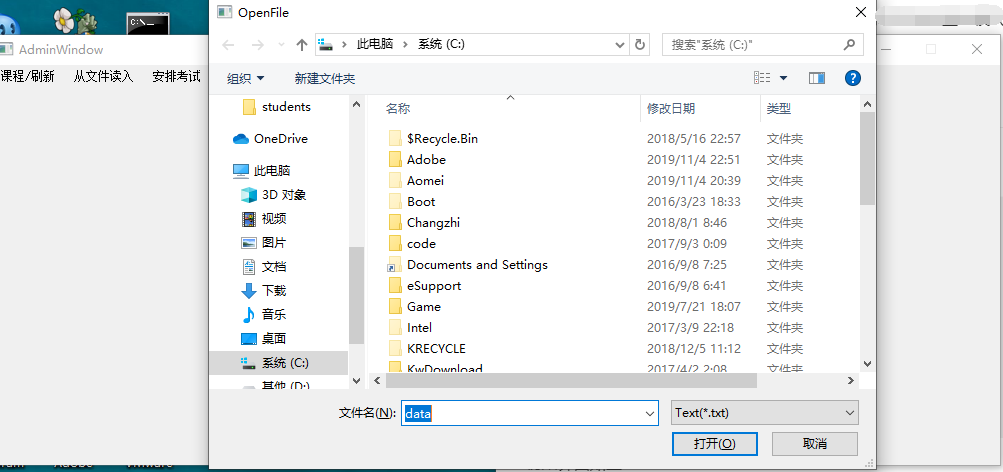 OpenFile
C:\
AdminWindow
课程/刷新 从文件读入 安排考试
此电脑 系统 (C:) 搜索"系统 (C:)"
组织 新建文件夹
students
OneDrive
此电脑
3D 对象
视频
图片
文档
下载
音乐
桌面
系统 (C:)
其他 (D:)
名称 修改日期 类型
$Recycle.Bin 2018/5/16 22:57 文件夹
Adobe 2019/11/4 22:51 文件夹
Aomei 2019/11/4 20:39 文件夹
Boot 2016/3/23 18:33 文件夹
Changzhi 2018/8/1 8:46 文件夹
code 2017/9/3 0:09 文件夹
Documents and Settings 2016/9/8 7:25 文件夹
eSupport 2016/9/8 6:41 文件夹
Game 2019/7/21 18:07 文件夹
Intel 2017/3/9 22:18 文件夹
KRECYCLE 2018/12/5 11:12 文件夹
KwDownload 2017/4/2 2:08 文件夹
文件名(N): data Text(*.txt)
打开(O) 取消